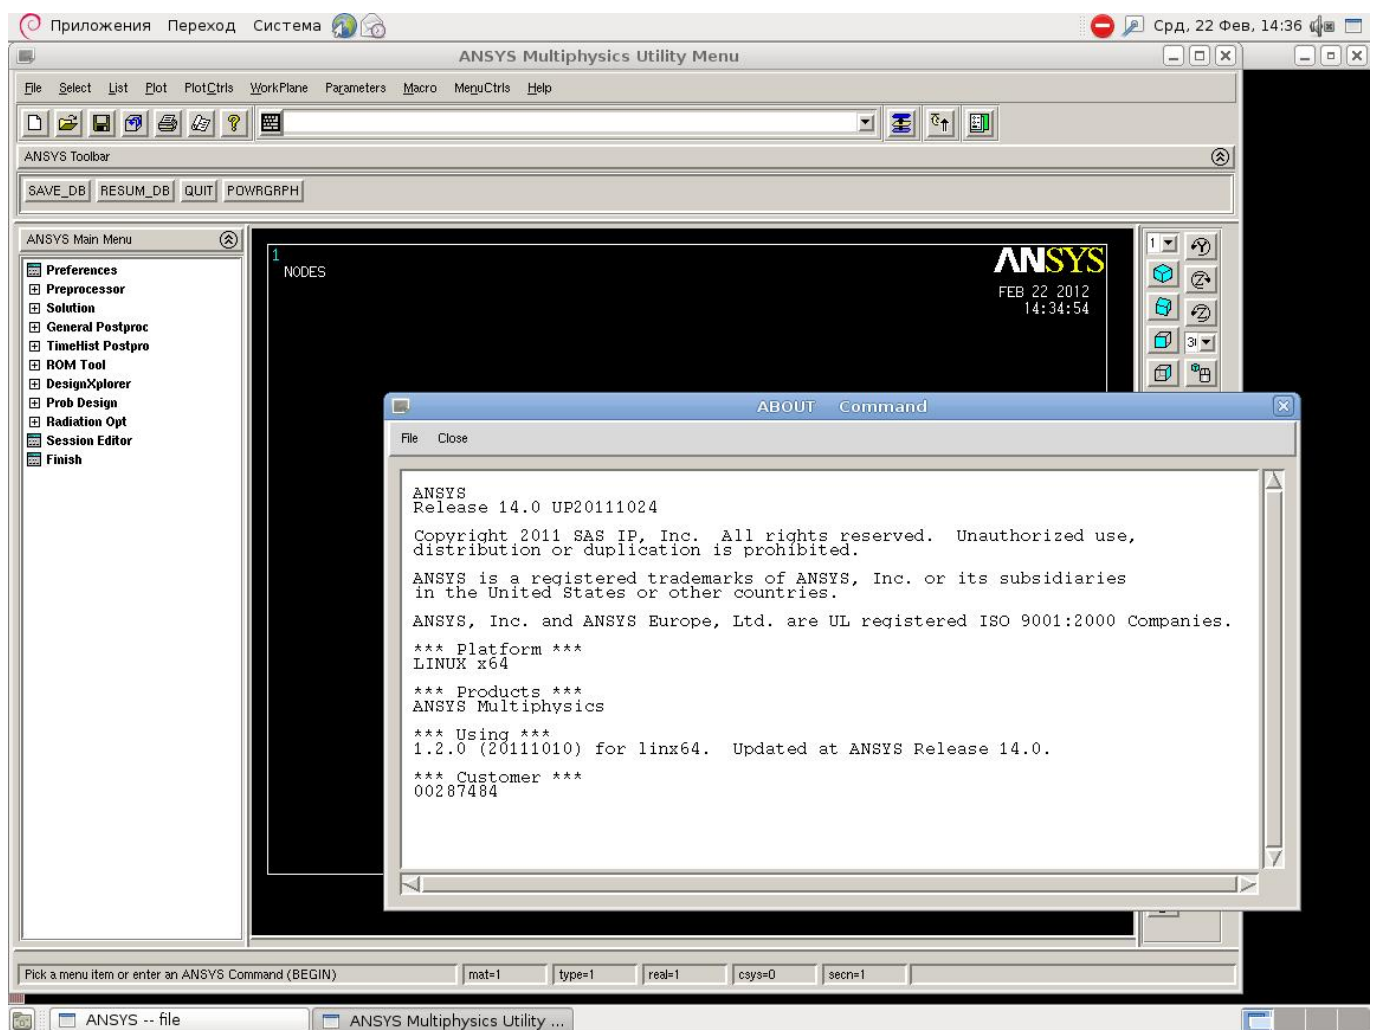 Приложения Переход Система
Срд, 22 Фев, 14:36
ANSYS Multiphysics Utility Menu
File Select List Plot PlotCtrls WorkPlane Parameters Macro MenuCtrls Help
ANSYS Toolbar
SAVE_DB RESUM_DB QUIT POWRGRPH
ANSYS Main Menu
Preferences
Preprocessor
Solution
General Postproc
TimeHist Postpro
ROM Tool
DesignXplorer
Prob Design
Radiation Opt
Session Editor
Finish
1
NODES
ANSYS
FEB 22 2012
14:34:54
1
ABOUT Command
File Close
ANSYS
Release 14.0 UP20111024
Copyright 2011 SAS IP, Inc. All rights reserved. Unauthorized use,
distribution or duplication is prohibited.
ANSYS is a registered trademarks of ANSYS, Inc. or its subsidiaries
in the United States or other countries.
ANSYS, Inc. and ANSYS Europe, Ltd. are UL registered ISO 9001:2000 Companies.
*** Platform ***
LINUX x64
*** Products ***
ANSYS Multiphysics
*** Using ***
1.2.0 (20111010) for linx64. Updated at ANSYS Release 14.0.
*** Customer ***
00287484
Pick a menu item or enter an ANSYS Command (BEGIN)
mat=1 type=1 real=1 csys=0 secn=1
ANSYS -- file
ANSYS Multiphysics Utility ...